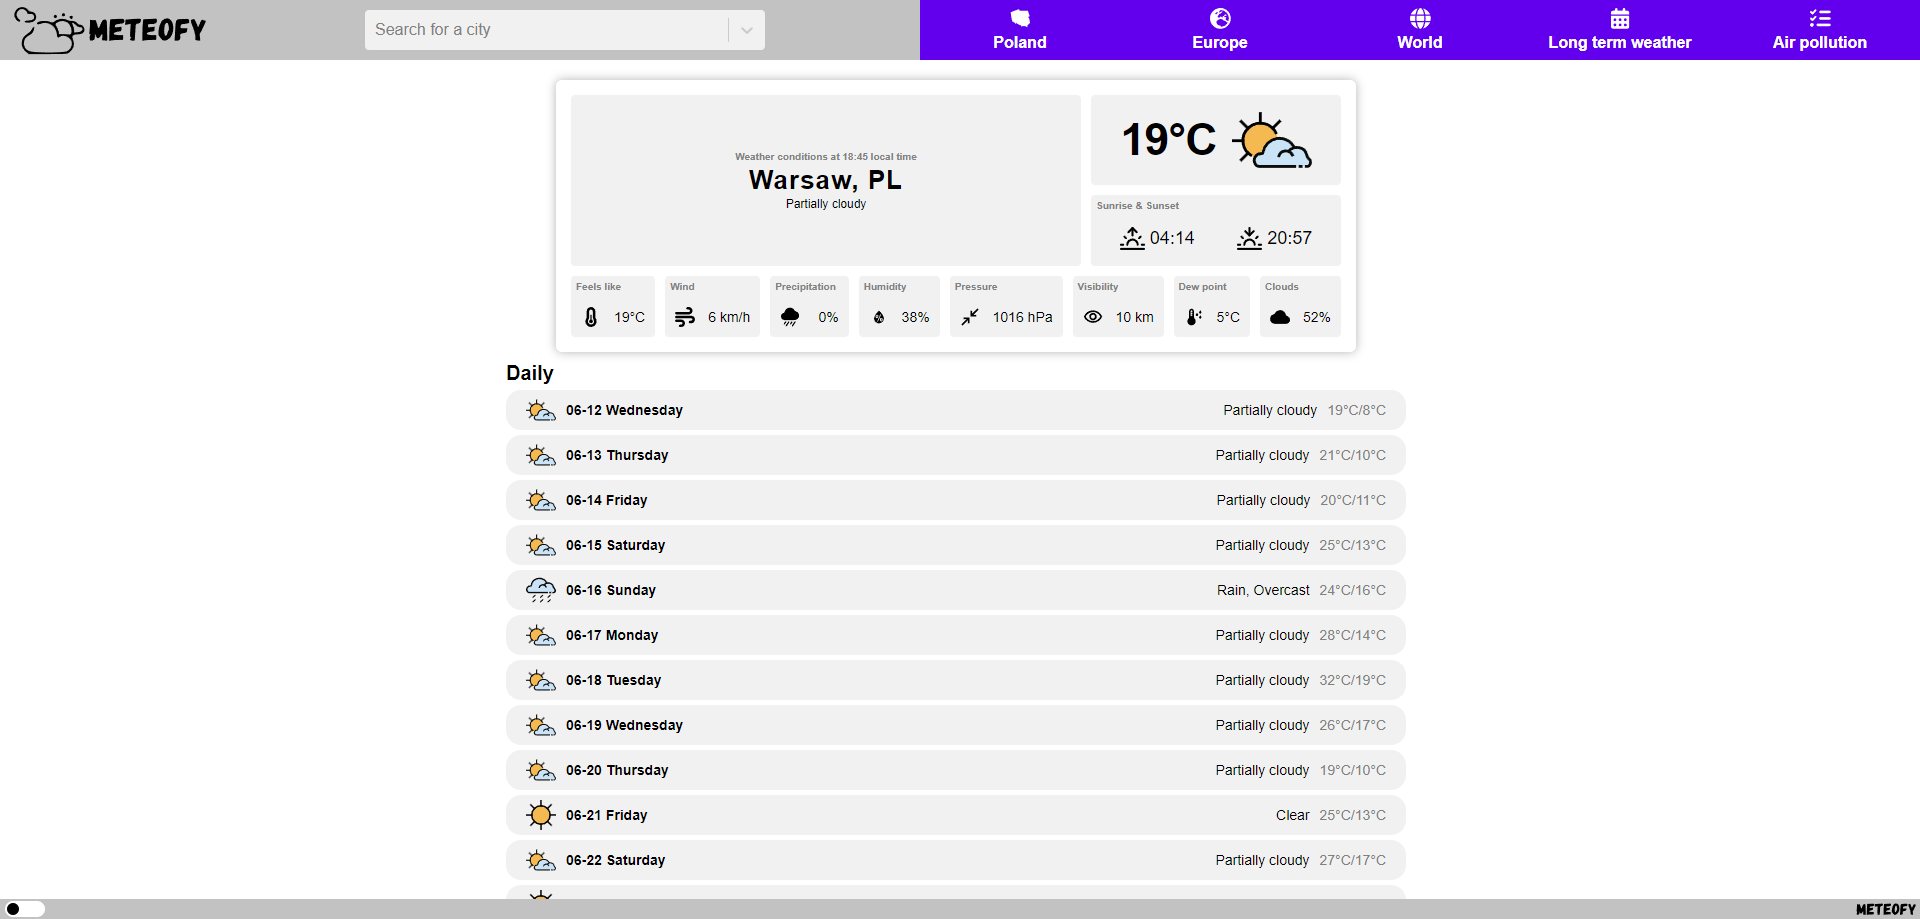 METEOFY
Search for a city
Poland
Europe
World
Long term weather
Air pollution
Weather conditions at 18:45 local time
Warsaw, PL
Partially cloudy
19°C
Sunrise & Sunset
04:14
20:57
Feels like
19°C
Wind
6 km/h
Precipitation
0%
Humidity
38%
Pressure
1016 hPa
Visibility
10 km
Dew point
5°C
Clouds
52%
Daily
06-12 Wednesday Partially cloudy 19°C/8°C
06-13 Thursday Partially cloudy 21°C/10°C
06-14 Friday Partially cloudy 20°C/11°C
06-15 Saturday Partially cloudy 25°C/13°C
06-16 Sunday Rain, Overcast 24°C/16°C
06-17 Monday Partially cloudy 28°C/14°C
06-18 Tuesday Partially cloudy 32°C/19°C
06-19 Wednesday Partially cloudy 26°C/17°C
06-20 Thursday Partially cloudy 19°C/10°C
06-21 Friday Clear 25°C/13°C
06-22 Saturday Partially cloudy 27°C/17°C
METEOFY